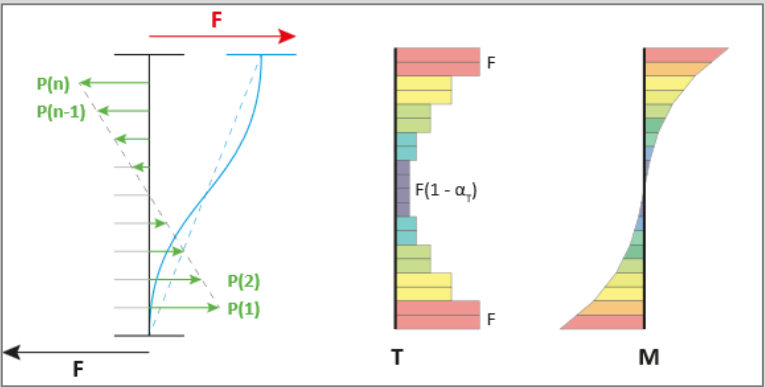 F
P(n)
P(n-1)
P(2)
P(1)
F
F
F(1 - α_T)
F
T
M